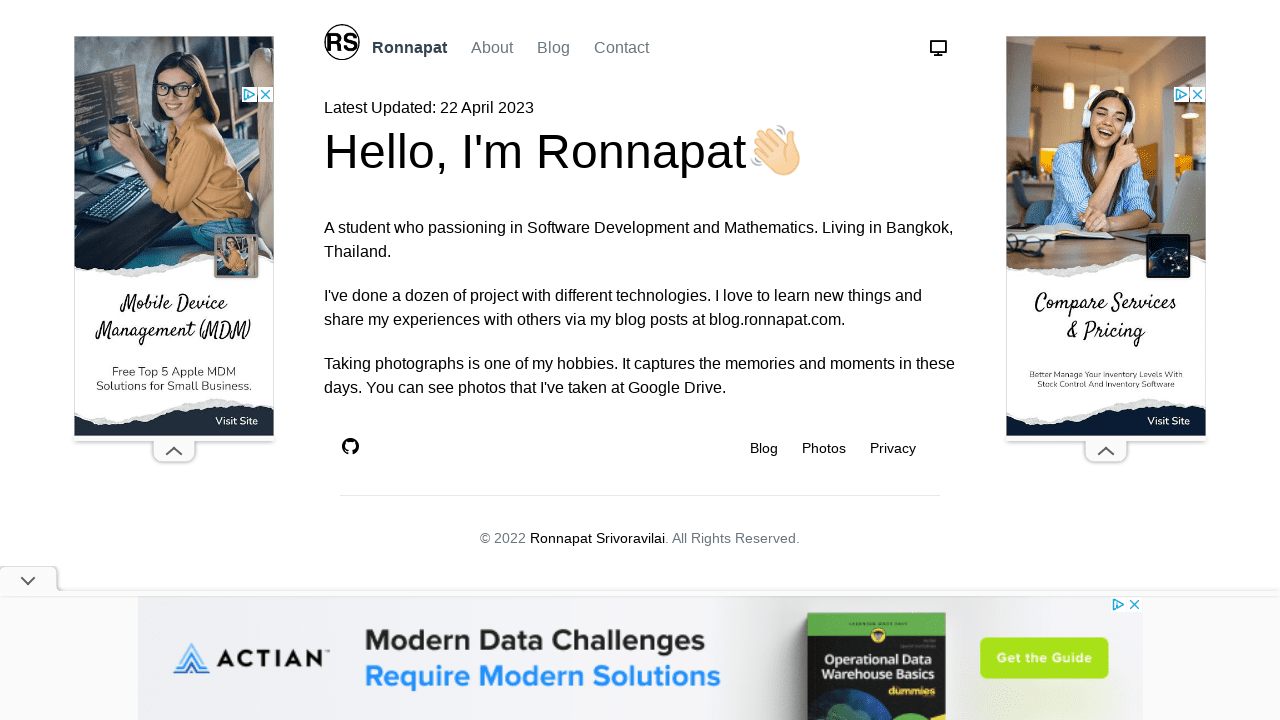 RS
Ronnapat
About
Blog
Contact
Latest Updated: 22 April 2023
Hello, I'm Ronnapat
A student who passioning in Software Development and Mathematics. Living in Bangkok,
Thailand.
I've done a dozen of project with different technologies. I love to learn new things and
share my experiences with others via my blog posts at blog.ronnapat.com.
Taking photographs is one of my hobbies. It captures the memories and moments in these
days. You can see photos that I've taken at Google Drive.
Blog
Photos
Privacy
© 2022 Ronnapat Srivoravilai. All Rights Reserved.
Mobile Device
Management (MDM)
Free Top 5 Apple MDM
Solutions for Small Business.
Visit Site
Compare Services
& Pricing
Better Manage Your Inventory Levels With
Stock Control And Inventory Software
Visit Site
ACTIAN
Modern Data Challenges
Require Modern Solutions
Operational Data
Warehouse Basics
dummies
Get the Guide